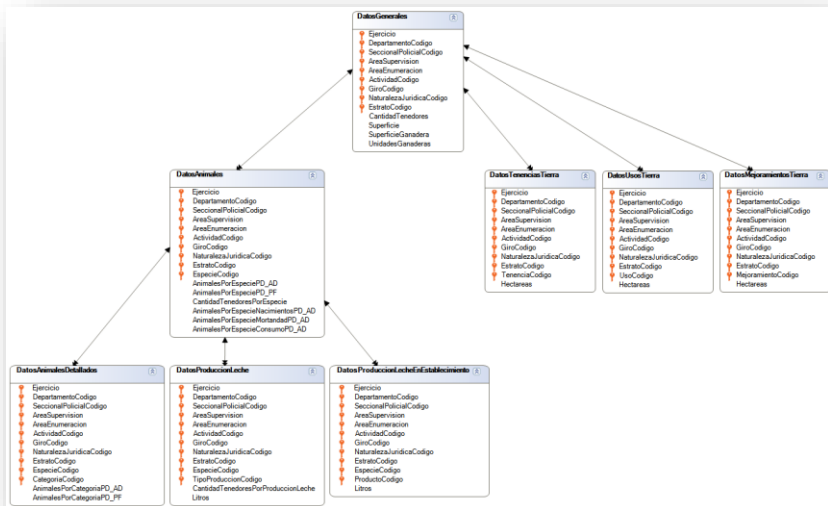 DatosGenerales
Ejercicio
DepartamentoCodigo
SeccionalPolicialCodigo
AreaSupervision
AreaEnumeracion
ActividadCodigo
GiroCodigo
NaturalezaJuridicaCodigo
EstratoCodigo
CantidadTenedores
Superficie
SuperficieGanadera
UnidadesGanaderas
DatosAnimales
Ejercicio
DepartamentoCodigo
SeccionalPolicialCodigo
AreaSupervision
AreaEnumeracion
ActividadCodigo
GiroCodigo
NaturalezaJuridicaCodigo
EstratoCodigo
EspecieCodigo
AnimalesPorEspeciePD_AD
AnimalesPorEspeciePD_PF
CantidadTenedoresPorEspecie
AnimalesPorEspecieNacimientosPD_AD
AnimalesPorEspecieMortandadPD_AD
AnimalesPorEspecieConsumoPD_AD
DatosTenenciasTierra
Ejercicio
DepartamentoCodigo
SeccionalPolicialCodigo
AreaSupervision
AreaEnumeracion
ActividadCodigo
GiroCodigo
NaturalezaJuridicaCodigo
EstratoCodigo
TenenciaCodigo
Hectareas
DatosUsosTierra
Ejercicio
DepartamentoCodigo
SeccionalPolicialCodigo
AreaSupervision
AreaEnumeracion
ActividadCodigo
GiroCodigo
NaturalezaJuridicaCodigo
EstratoCodigo
UsoCodigo
Hectareas
DatosMejoramientosTierra
Ejercicio
DepartamentoCodigo
SeccionalPolicialCodigo
AreaSupervision
AreaEnumeracion
ActividadCodigo
GiroCodigo
NaturalezaJuridicaCodigo
EstratoCodigo
MejoramientoCodigo
Hectareas
DatosAnimalesDetallados
Ejercicio
DepartamentoCodigo
SeccionalPolicialCodigo
AreaSupervision
AreaEnumeracion
ActividadCodigo
GiroCodigo
NaturalezaJuridicaCodigo
EstratoCodigo
EspecieCodigo
CategoriaCodigo
AnimalesPorCategoriaPD_AD
AnimalesPorCategoriaPD_PF
DatosProduccionLeche
Ejercicio
DepartamentoCodigo
SeccionalPolicialCodigo
AreaSupervision
AreaEnumeracion
ActividadCodigo
GiroCodigo
NaturalezaJuridicaCodigo
EstratoCodigo
EspecieCodigo
TipoProduccionCodigo
CantidadTenedoresPorProduccionLeche
Litros
DatosProduccionLecheEnEstablecimiento
Ejercicio
DepartamentoCodigo
SeccionalPolicialCodigo
AreaSupervision
AreaEnumeracion
ActividadCodigo
GiroCodigo
NaturalezaJuridicaCodigo
EstratoCodigo
EspecieCodigo
ProductoCodigo
Litros